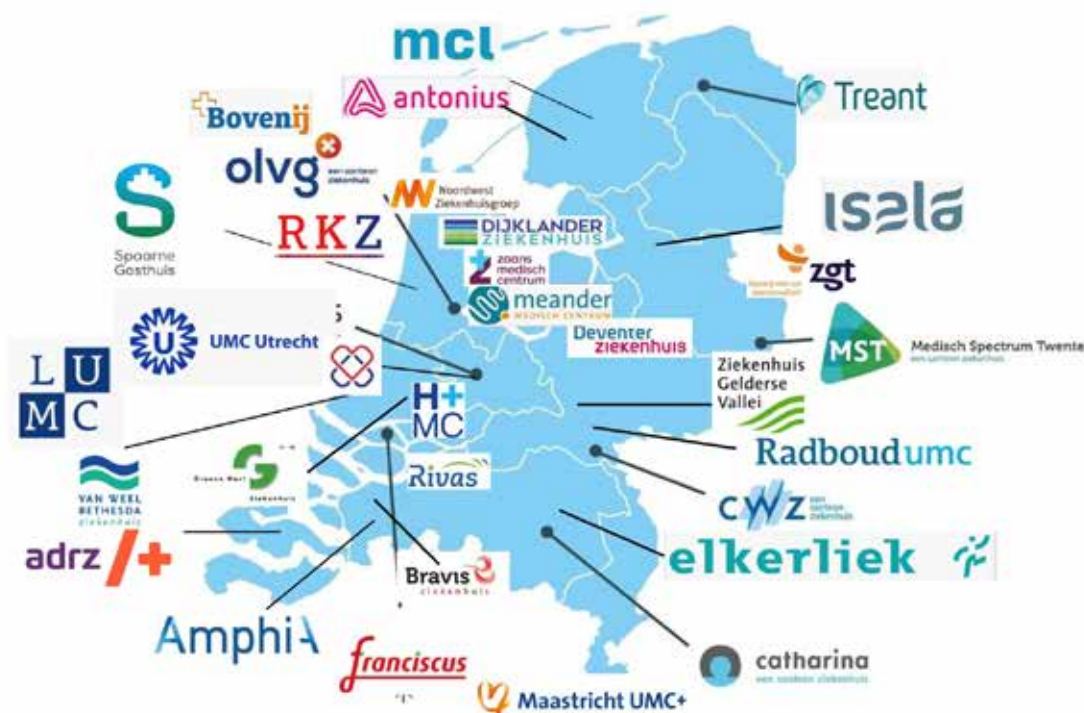 mcl
antonius
Treant
Bovenij
olvg
een santeon
ziekenhuis
Noordwest
Ziekenhuisgroep
isala
Spaarne
Gasthuis
RKZ
DIJKLANDER
ZIEKENHUIS
zaans
medisch
centrum
zgt
meander
MEDISCH CENTRUM
UMC Utrecht
U
Deventer
ziekenhuis
MST
Medisch Spectrum Twente
een santeon ziekenhuis
L U
M C
Ziekenhuis
Gelderse
Vallei
H+
MC
Radboudumc
Rivas
Groene Hart
Ziekenhuis
VAN WEEL
BETHESDA
ziekenhuis
CWZ
een
santeon
ziekenhuis
adrz
elkerliek
Bravis
ziekenhuis
Amphia
franciscus
catharina
een santeon ziekenhuis
Maastricht UMC+